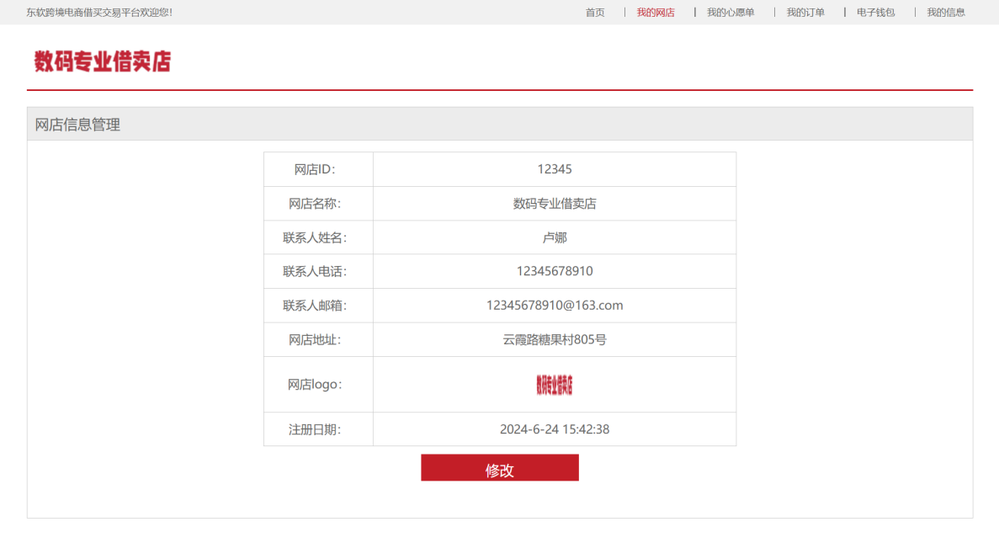 东软跨境电商借买交易平台欢迎您！ 首页 | 我的网店 | 我的心愿单 | 我的订单 | 电子钱包 | 我的信息
数码专业借卖店
网店信息管理
网店ID： 12345
网店名称： 数码专业借卖店
联系人姓名： 卢娜
联系人电话： 12345678910
联系人邮箱： 12345678910@163.com
网店地址： 云霞路糖果村805号
网店logo： 数码专业借卖店
注册日期： 2024-6-24 15:42:38
修改